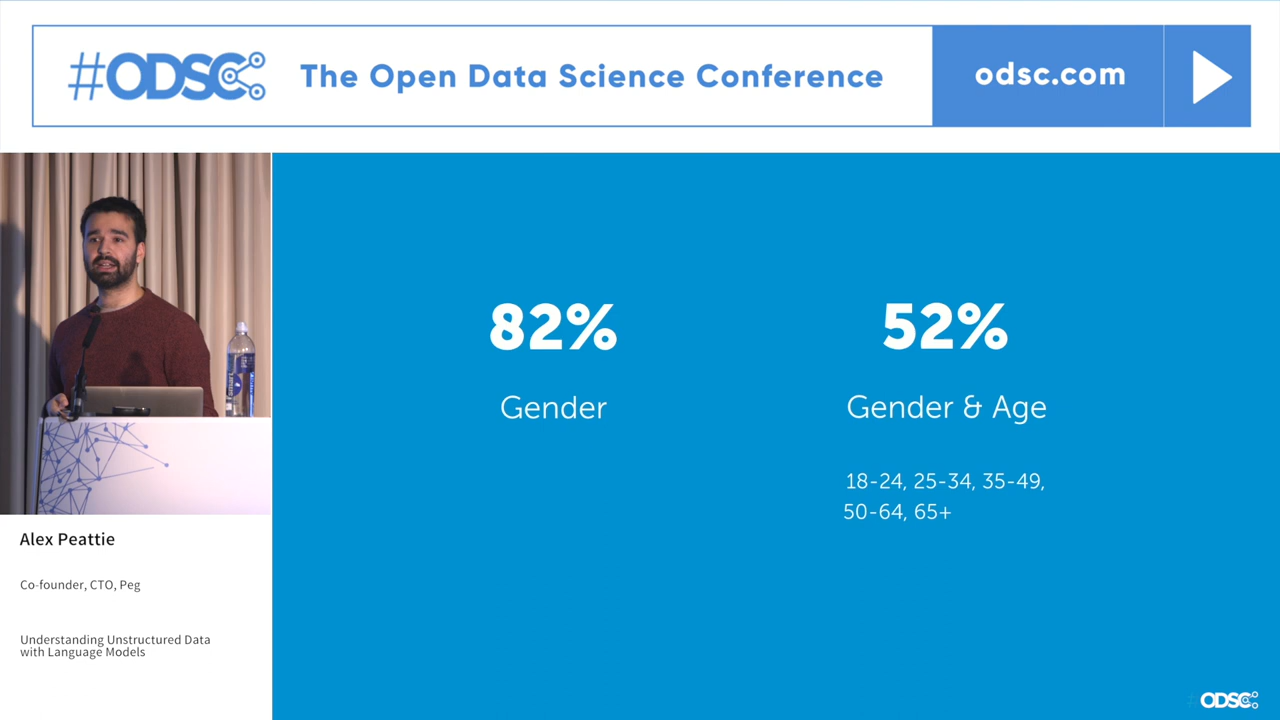 #ODSC
The Open Data Science Conference
odsc.com
82%
Gender
52%
Gender & Age
18-24, 25-34, 35-49,
50-64, 65+
Alex Peattie
Co-founder, CTO, Peg
Understanding Unstructured Data
with Language Models
#ODSC